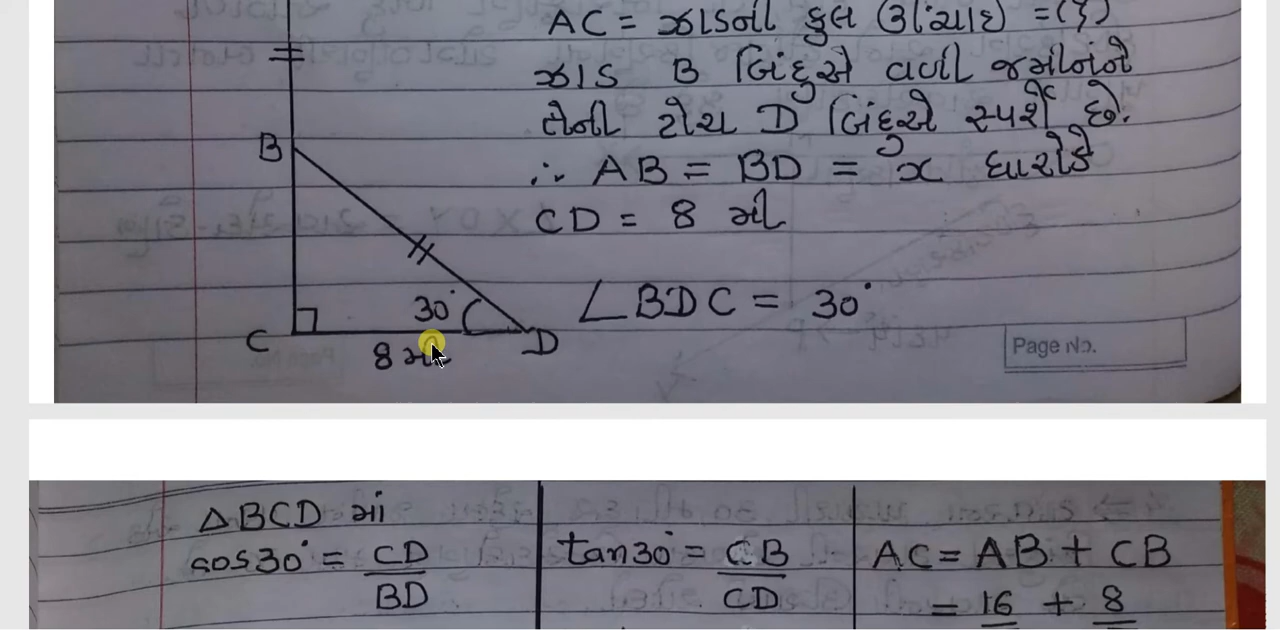 AC = ઝાડની કુલ ઊંચાઇ = (?)
ઝાડ B બિંદુએ વળી જમીનને
તેની ટોચ D બિંદુએ સ્પર્શે છે.
B
∴ AB = BD = x ધારોકે
CD = 8 મી
30° ∠BDC = 30°
C D
8 મી
Page No.
△BCD માં
cos30° = CD
BD
tan30° = CB
CD
AC = AB + CB
= 16 + 8